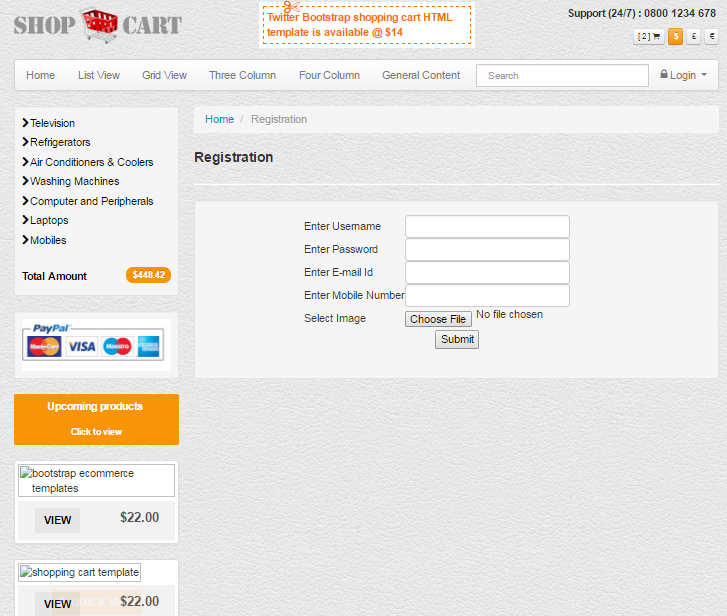 SHOP CART
Twitter Bootstrap shopping cart HTML
template is available @ $14
Support (24/7) : 0800 1234 678
[ 2 ] $ £ €
Home List View Grid View Three Column Four Column General Content Search Login
Television
Refrigerators
Air Conditioners & Coolers
Washing Machines
Computer and Peripherals
Laptops
Mobiles
Total Amount $448.42
PayPal
MasterCard VISA Maestro
Upcoming products
Click to view
bootstrap ecommerce
templates
VIEW $22.00
shopping cart template
VIEW $22.00
Home / Registration
Registration
Enter Username
Enter Password
Enter E-mail Id
Enter Mobile Number
Select Image Choose File No file chosen
Submit